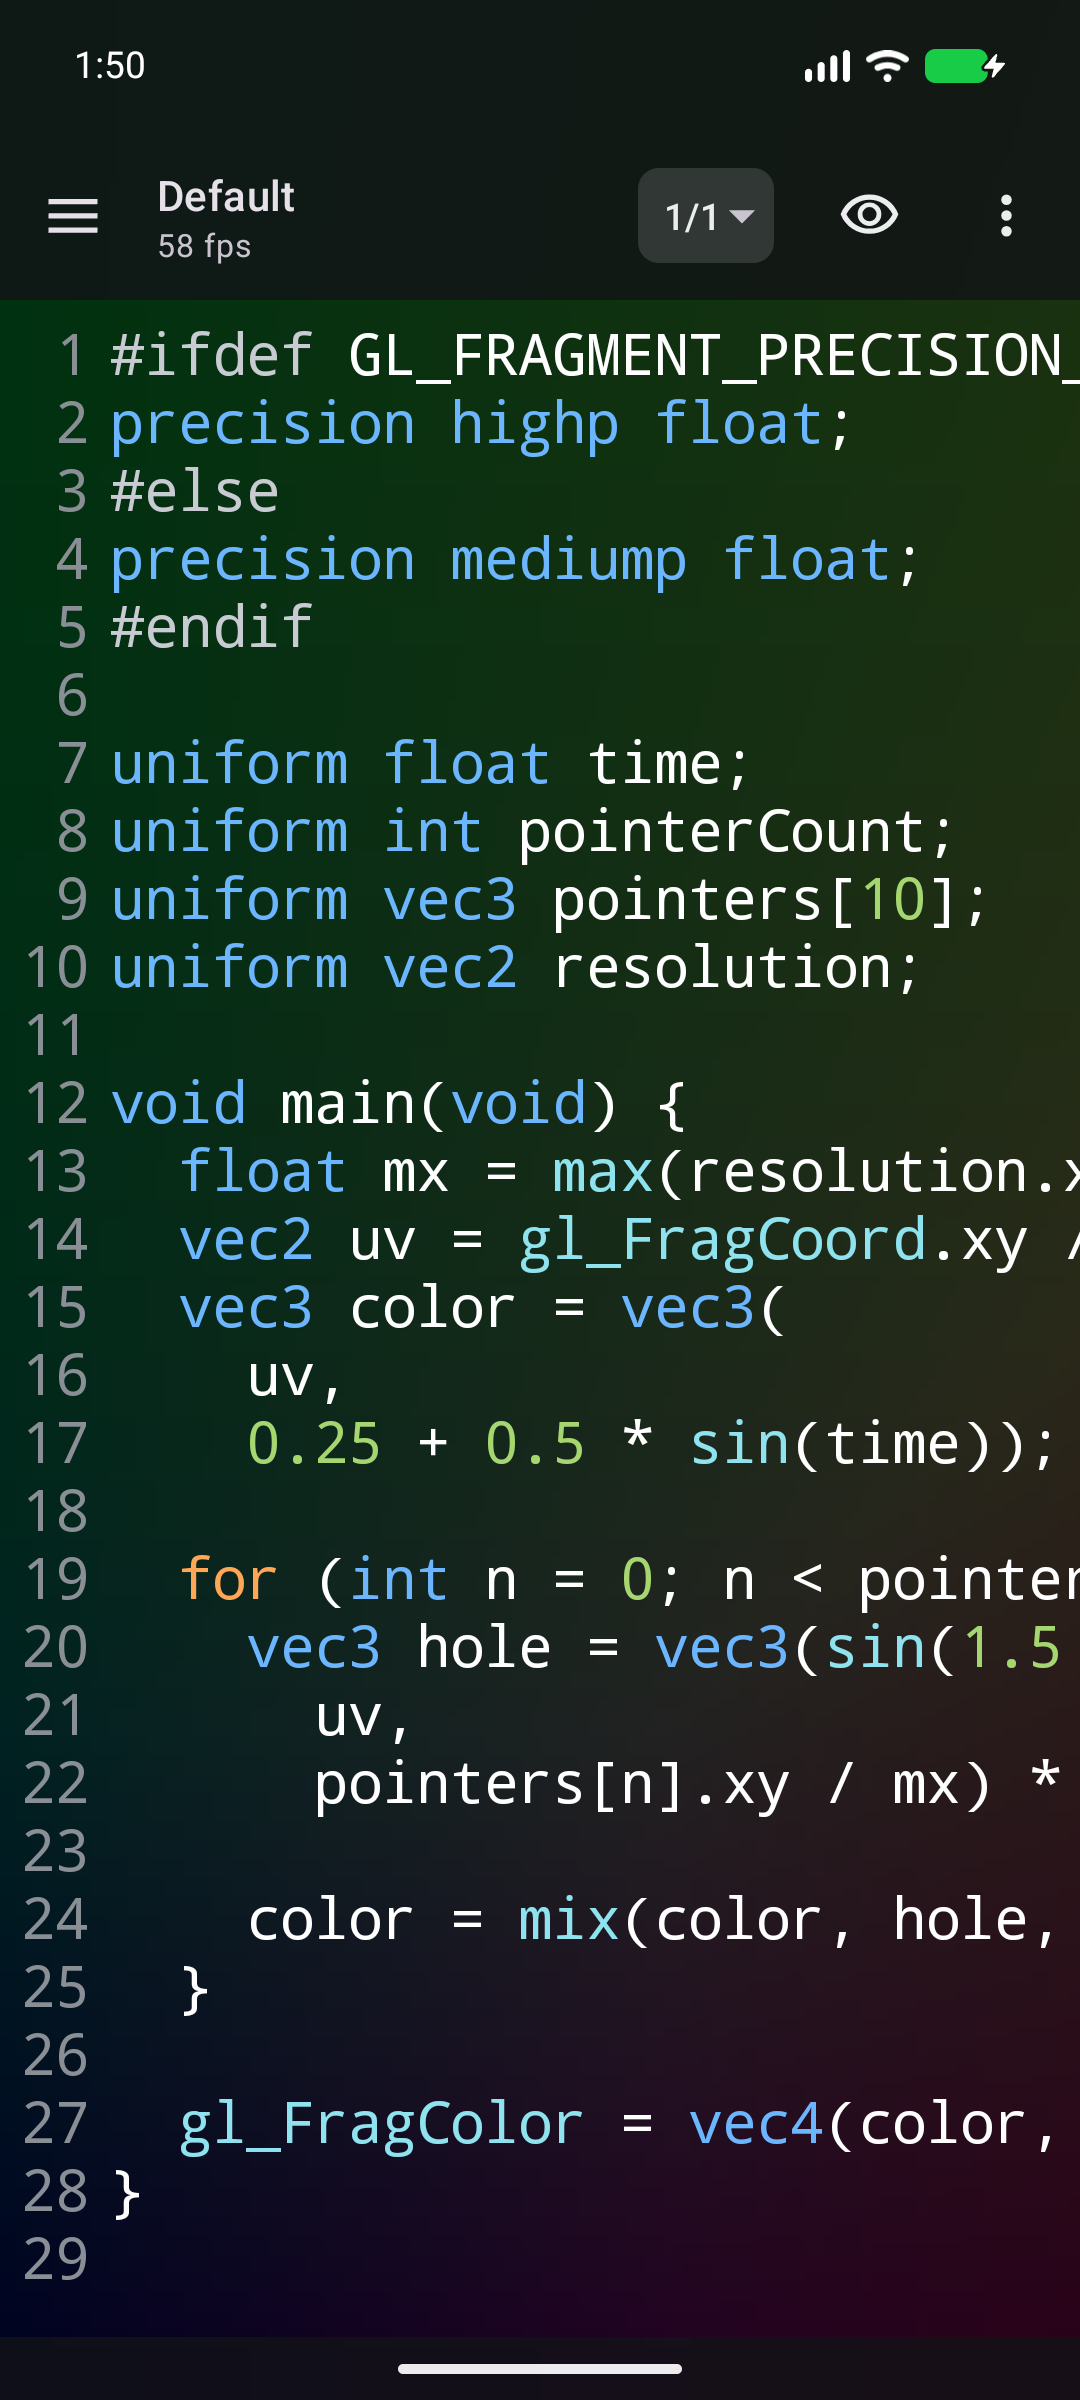 1:50
Default
58 fps
1/1
1 #ifdef GL_FRAGMENT_PRECISION_
2 precision highp float;
3 #else
4 precision mediump float;
5 #endif
6
7 uniform float time;
8 uniform int pointerCount;
9 uniform vec3 pointers[10];
10 uniform vec2 resolution;
11
12 void main(void) {
13   float mx = max(resolution.x
14   vec2 uv = gl_FragCoord.xy /
15   vec3 color = vec3(
16     uv,
17     0.25 + 0.5 * sin(time));
18
19   for (int n = 0; n < pointer
20     vec3 hole = vec3(sin(1.5
21       uv,
22       pointers[n].xy / mx) *
23
24     color = mix(color, hole,
25   }
26
27   gl_FragColor = vec4(color,
28 }
29